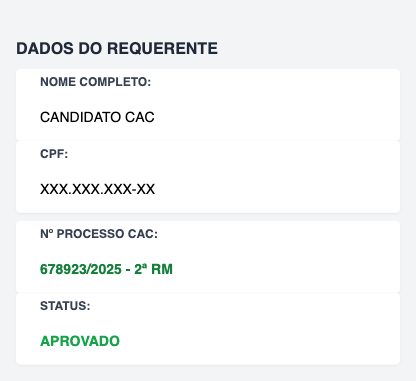 DADOS DO REQUERENTE
NOME COMPLETO:
CANDIDATO CAC
CPF:
XXX.XXX.XXX-XX
Nº PROCESSO CAC:
678923/2025 - 2ª RM
STATUS:
APROVADO